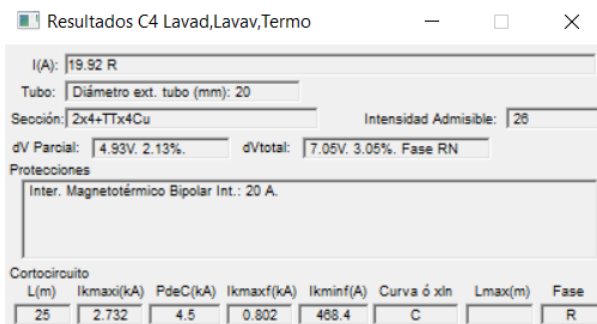 Resultados C4 Lavad,Lavav,Termo
I(A): 19.92 R
Tubo: Diámetro ext. tubo (mm): 20
Sección: 2x4+TTx4Cu Intensidad Admisible: 26
dV Parcial: 4.93V. 2.13%. dVtotal: 7.05V. 3.05%. Fase RN
Protecciones
Inter. Magnetotérmico Bipolar Int.: 20 A.
Cortocircuito
L(m) Ikmaxi(kA) PdeC(kA) Ikmaxf(kA) Ikminf(A) Curva ó xIn Lmax(m) Fase
25 2.732 4.5 0.802 468.4 C R